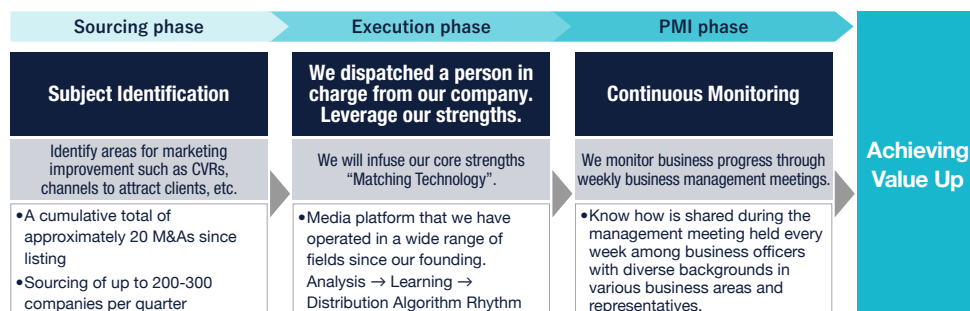 Sourcing phase
Execution phase
PMI phase
Subject Identification
Identify areas for marketing
improvement such as CVRs,
channels to attract clients, etc.
•A cumulative total of
approximately 20 M&As since
listing
•Sourcing of up to 200-300
companies per quarter
We dispatched a person in
charge from our company.
Leverage our strengths.
We will infuse our core strengths
“Matching Technology”.
•Media platform that we have
operated in a wide range of
fields since our founding.
Analysis → Learning →
Distribution Algorithm Rhythm
Continuous Monitoring
We monitor business progress through
weekly business management meetings.
•Know how is shared during the
management meeting held every
week among business officers
with diverse backgrounds in
various business areas and
representatives.
Achieving
Value Up